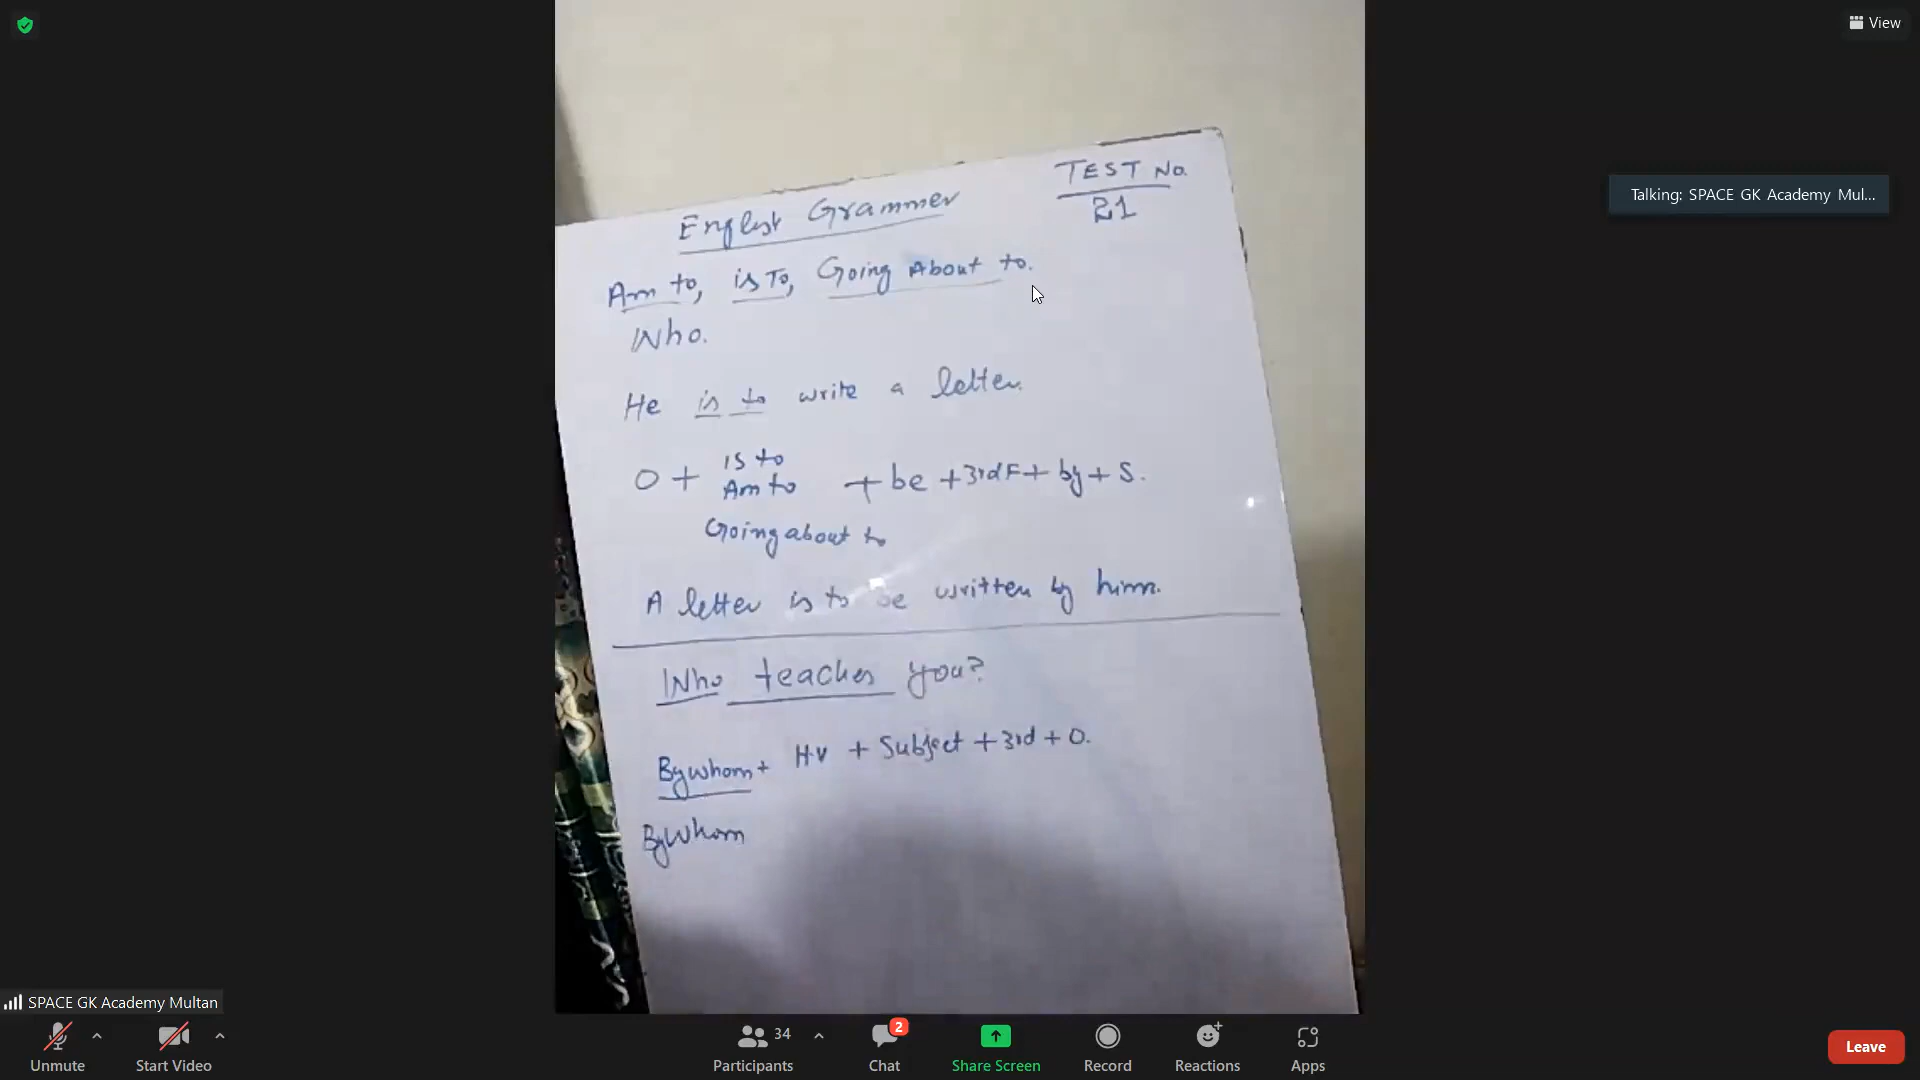 View
Talking: SPACE GK Academy Mul...
TEST No.
21
English Grammer
Am to, is To, Going About to.
Who.
He is to write a letter.
O + is to + be + 3rd F + by + S.
Am to
Going about to
A letter is to be written by him.
Who teaches you?
By whom + H.V + Subject + 3rd + O.
By Whom
SPACE GK Academy Multan
Unmute
Start Video
34
Participants
2
Chat
Share Screen
Record
Reactions
Apps
Leave